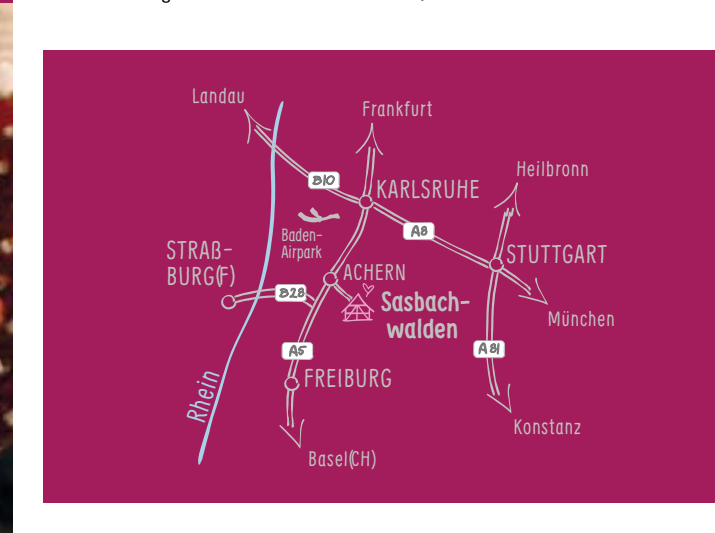 Landau
Frankfurt
Heilbronn
B10
KARLSRUHE
A8
Baden-
Airpark
STRAß-
BURG(F)
STUTTGART
ACHERN
B28
Sasbach-
walden
München
A5
A81
FREIBURG
Rhein
Konstanz
Basel(CH)